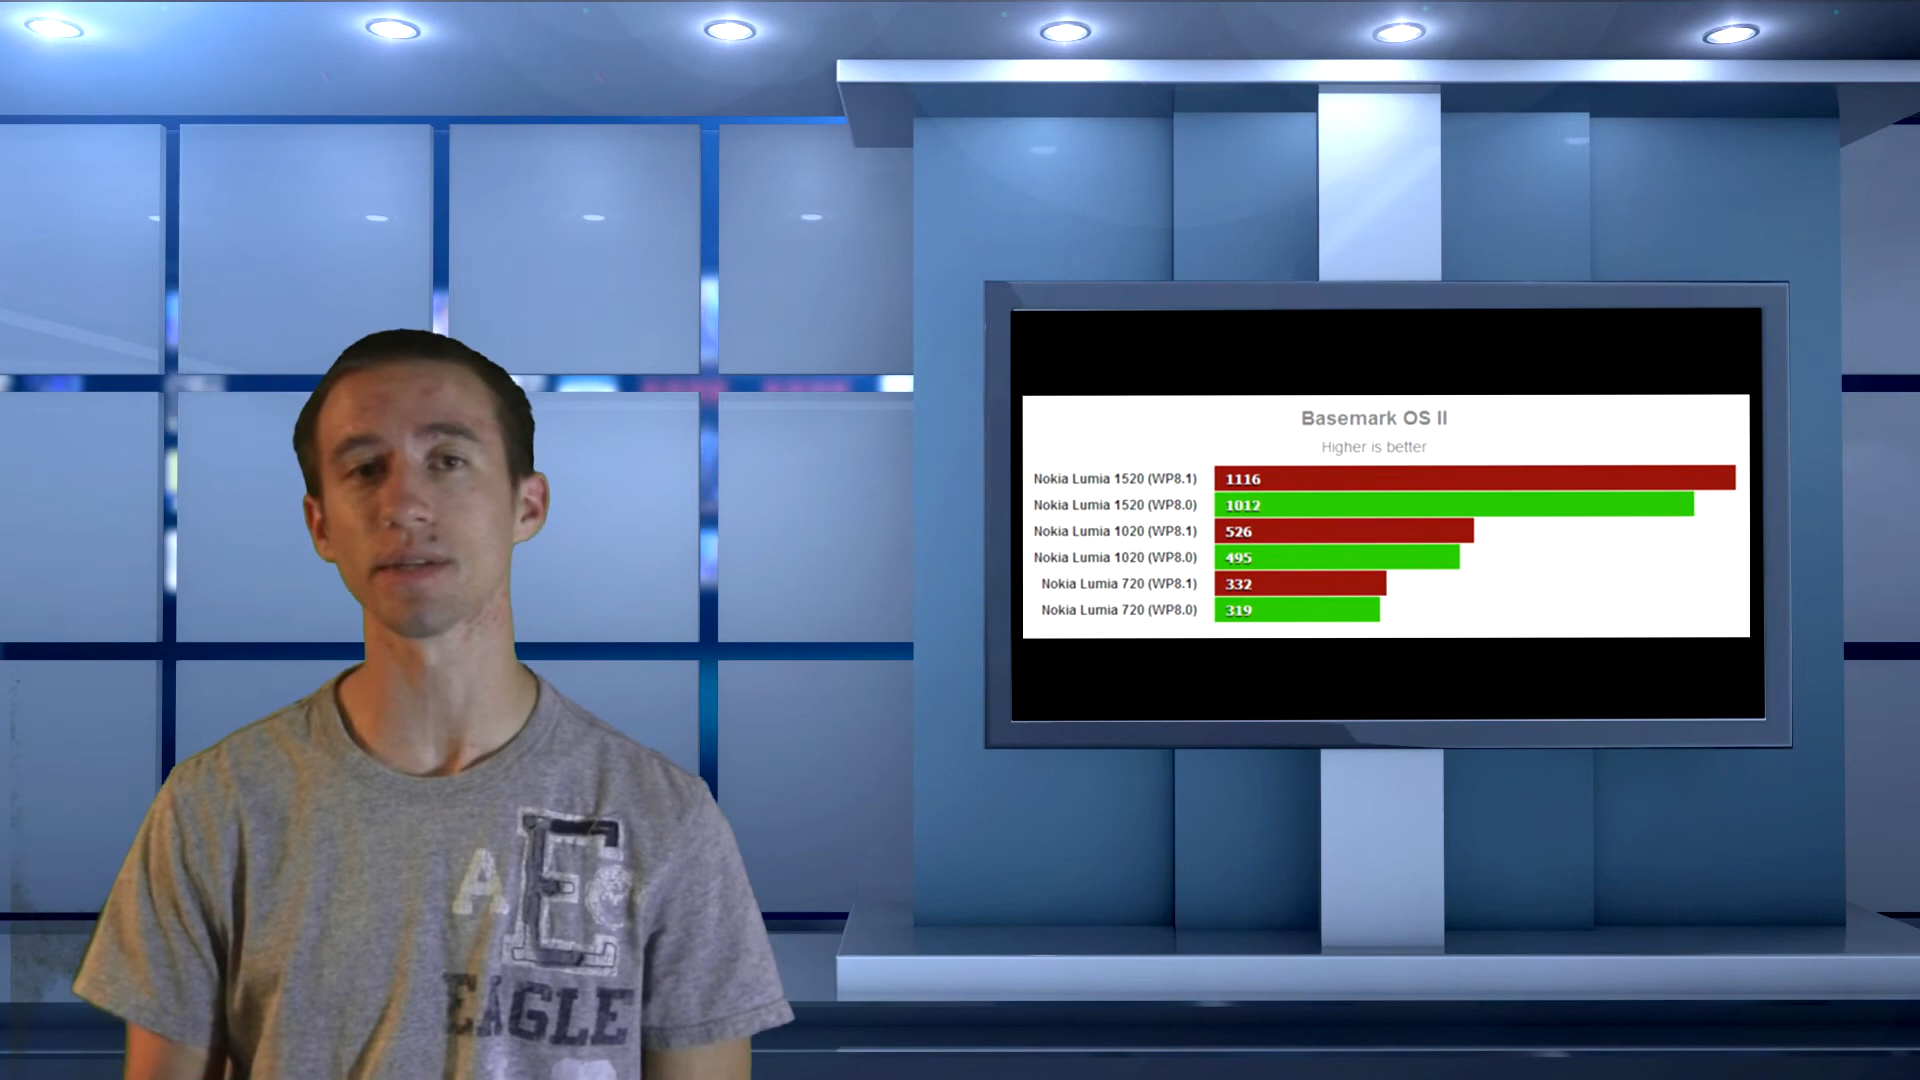 Basemark OS II
Higher is better
Nokia Lumia 1520 (WP8.1) 1116
Nokia Lumia 1520 (WP8.0) 1012
Nokia Lumia 1020 (WP8.1) 526
Nokia Lumia 1020 (WP8.0) 495
Nokia Lumia 720 (WP8.1) 332
Nokia Lumia 720 (WP8.0) 319
AE
EAGLE